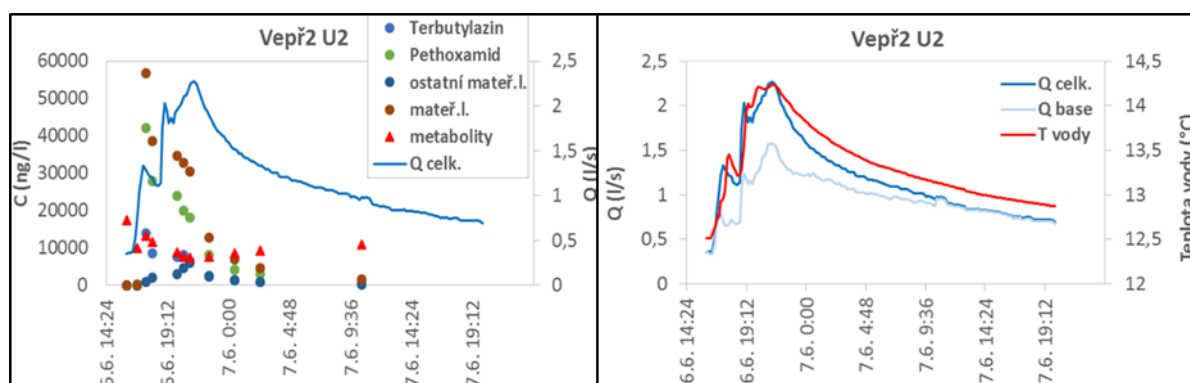 Vepř2 U2
Terbutylazin
Pethoxamid
ostatní mateř.l.
mateř.l.
metabolity
Q celk.
C (ng/l)
60000
50000
40000
30000
20000
10000
0
2,5
2
1,5
1
0,5
0
Q (l/s)
6.6. 14:24
6.6. 19:12
7.6. 0:00
7.6. 4:48
7.6. 9:36
7.6. 14:24
7.6. 19:12
Vepř2 U2
Q celk.
Q base
T vody
Q (l/s)
2,5
2
1,5
1
0,5
0
14,5
14
13,5
13
12,5
12
Teplota vody (°C)
6.6. 14:24
6.6. 19:12
7.6. 0:00
7.6. 4:48
7.6. 9:36
7.6. 14:24
7.6. 19:12